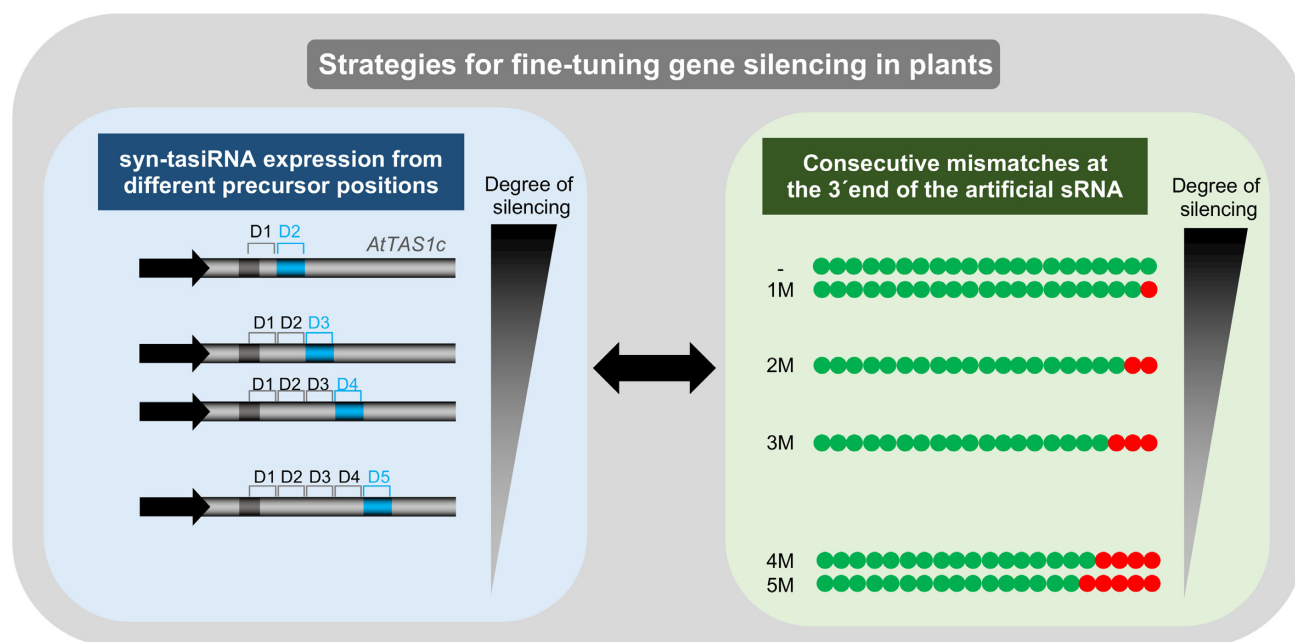 Strategies for fine-tuning gene silencing in plants
syn-tasiRNA expression from
different precursor positions
Degree of
silencing
D1 D2
AtTAS1c
D1 D2 D3
D1 D2 D3 D4
D1 D2 D3 D4 D5
Consecutive mismatches at
the 3´end of the artificial sRNA
Degree of
silencing
-
1M
2M
3M
4M
5M